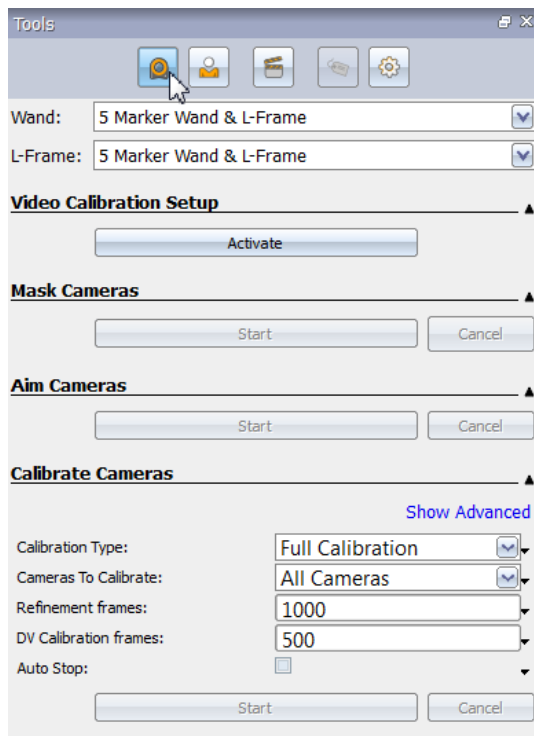 Tools
Wand: 5 Marker Wand & L-Frame
L-Frame: 5 Marker Wand & L-Frame
Video Calibration Setup
Activate
Mask Cameras
Start Cancel
Aim Cameras
Start Cancel
Calibrate Cameras
Show Advanced
Calibration Type: Full Calibration
Cameras To Calibrate: All Cameras
Refinement frames: 1000
DV Calibration frames: 500
Auto Stop:
Start Cancel